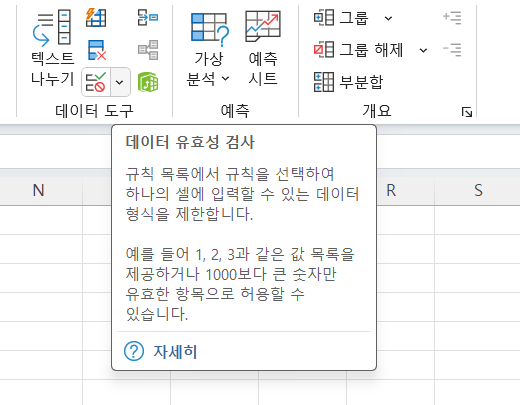 텍스트
나누기
데이터 도구
가상
분석
예측
시트
예측
그룹
그룹 해제
부분합
개요
데이터 유효성 검사
규칙 목록에서 규칙을 선택하여
하나의 셀에 입력할 수 있는 데이터
형식을 제한합니다.
예를 들어 1, 2, 3과 같은 값 목록을
제공하거나 1000보다 큰 숫자만
유효한 항목으로 허용할 수
있습니다.
자세히
N
R
S